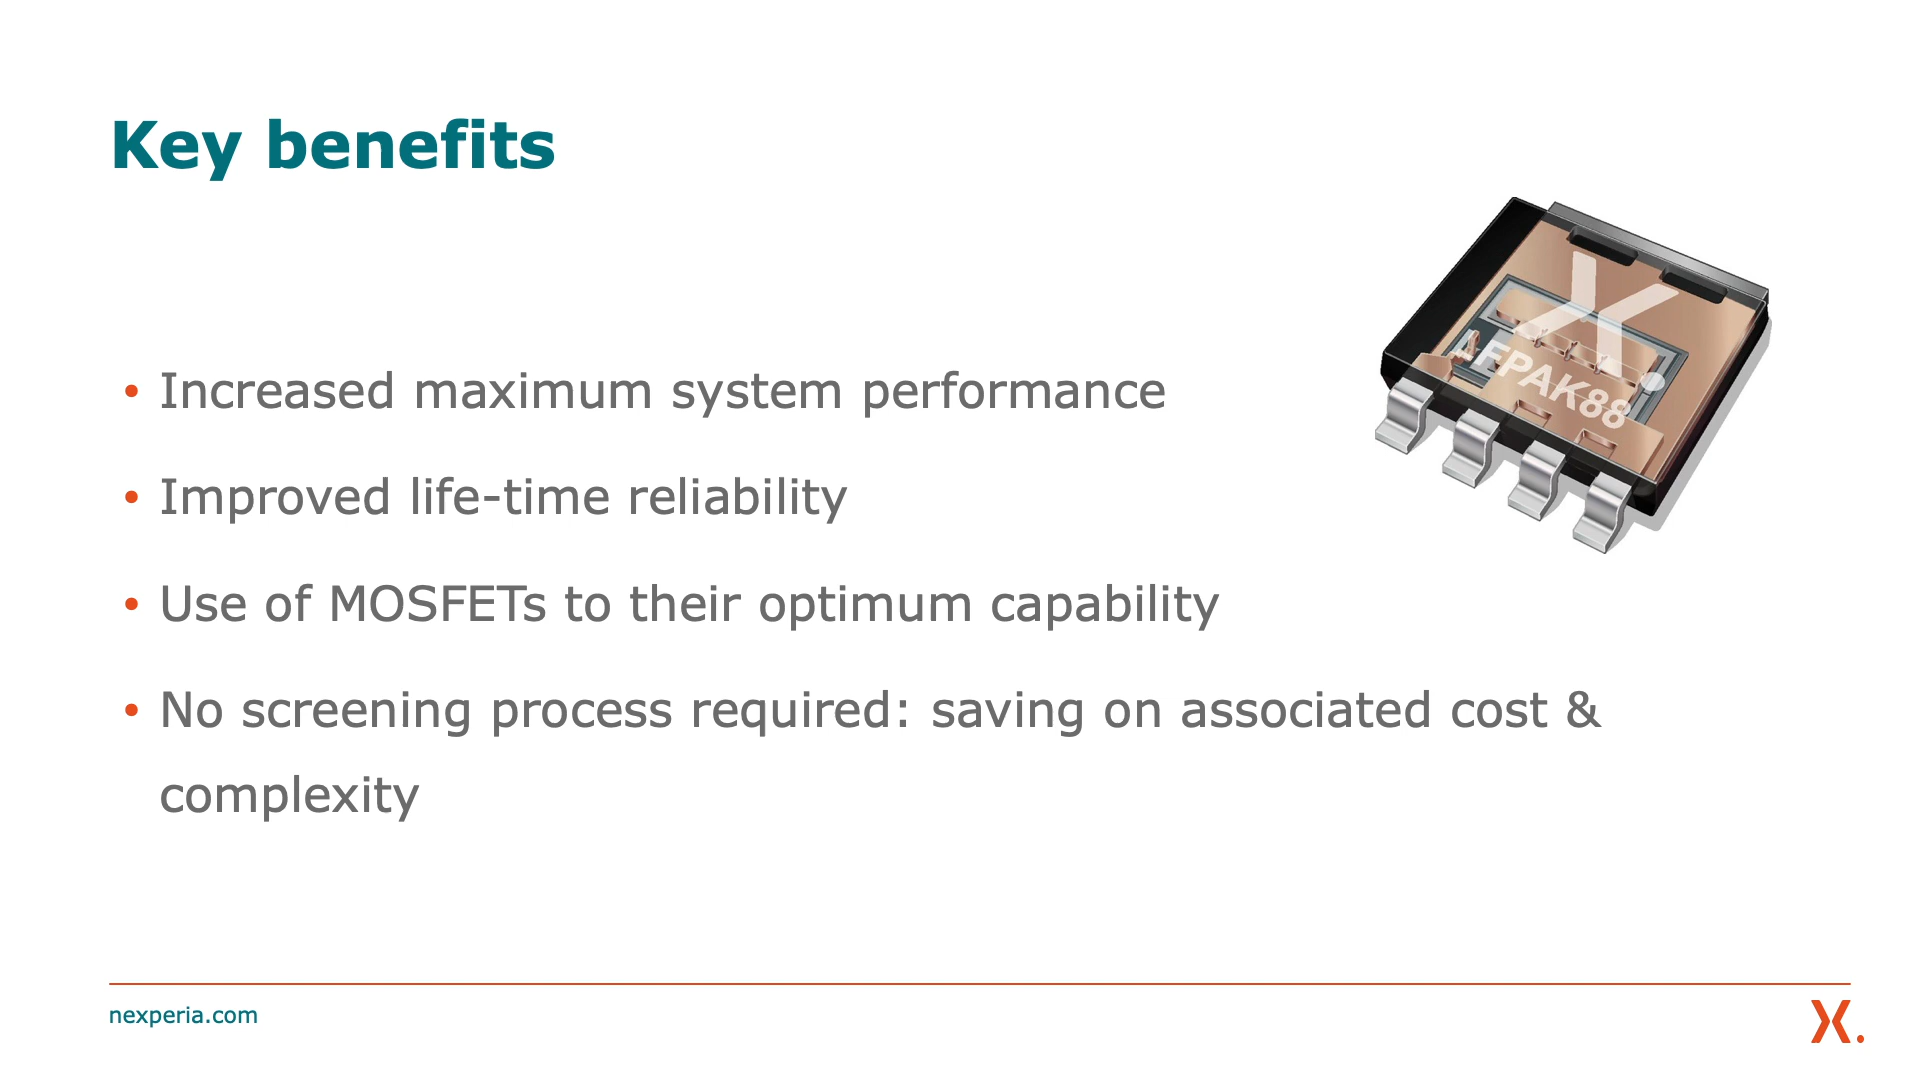 Key benefits
• Increased maximum system performance
• Improved life-time reliability
• Use of MOSFETs to their optimum capability
• No screening process required: saving on associated cost &
complexity
LFPAK88
nexperia.com